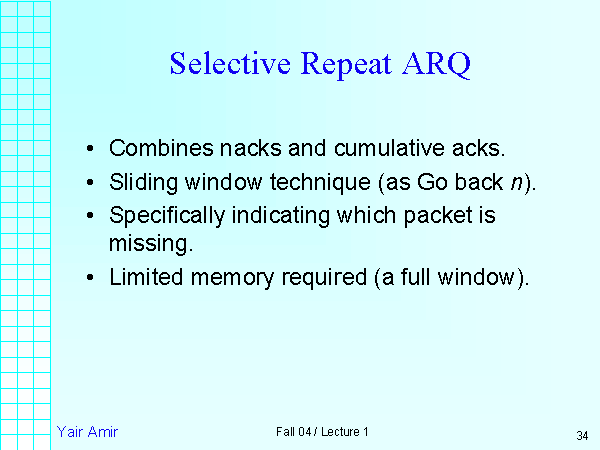 Selective Repeat ARQ
• Combines nacks and cumulative acks.
• Sliding window technique (as Go back n).
• Specifically indicating which packet is
missing.
• Limited memory required (a full window).
Yair Amir
Fall 04 / Lecture 1
34